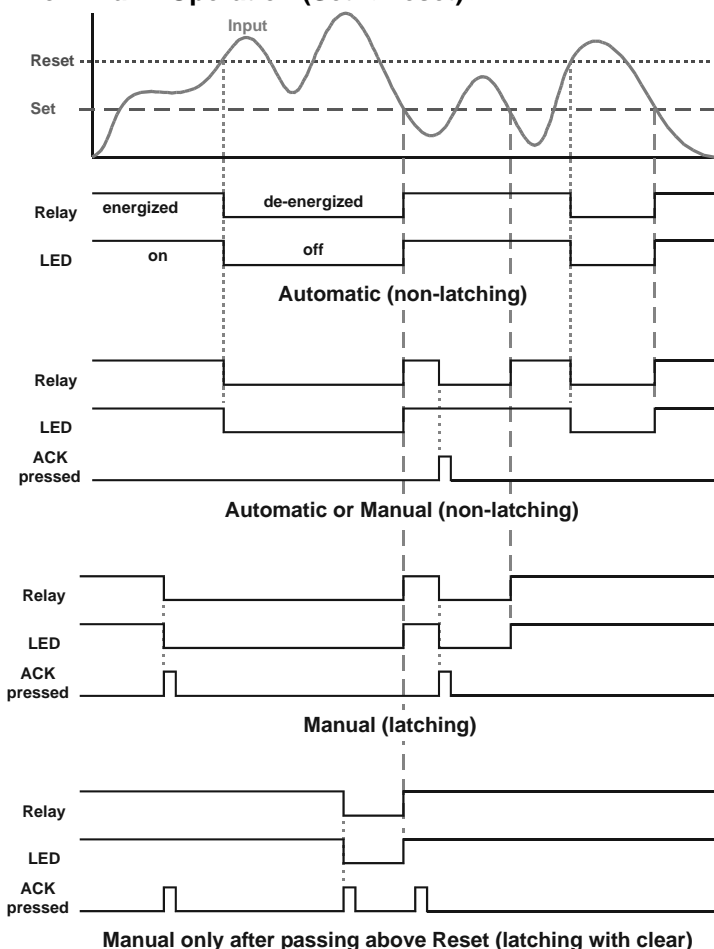 Input
Reset
Set
Relay
energized
de-energized
LED
on
off
Automatic (non-latching)
Relay
LED
ACK
pressed
Automatic or Manual (non-latching)
Relay
LED
ACK
pressed
Manual (latching)
Relay
LED
ACK
pressed
Manual only after passing above Reset (latching with clear)